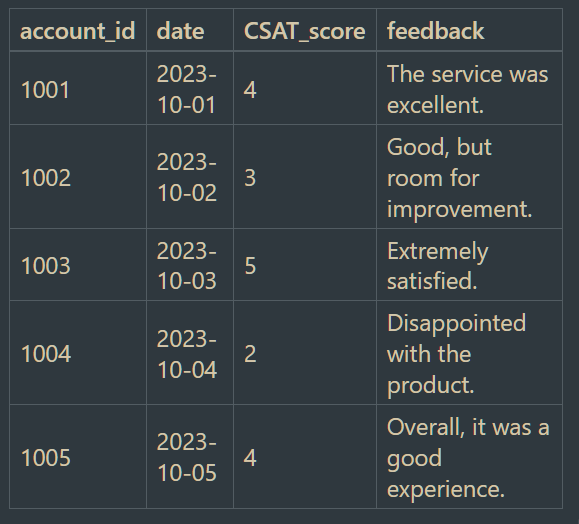 account_id date CSAT_score feedback
1001 2023-10-01 4 The service was excellent.
1002 2023-10-02 3 Good, but room for improvement.
1003 2023-10-03 5 Extremely satisfied.
1004 2023-10-04 2 Disappointed with the product.
1005 2023-10-05 4 Overall, it was a good experience.